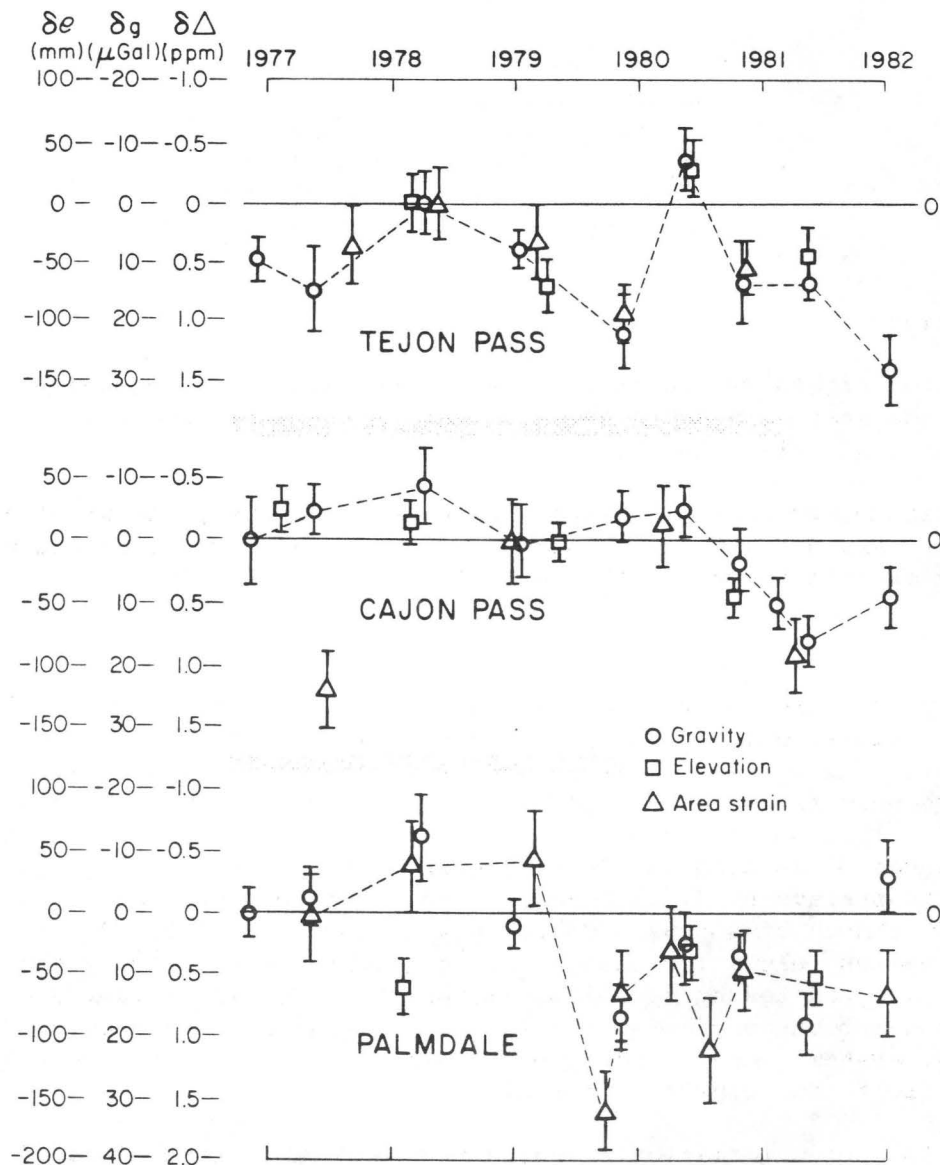 δe δg δΔ
(mm) (μGal) (ppm) 1977 1978 1979 1980 1981 1982
100— -20— -1.0—
50— -10— -0.5—
0— 0— 0— 0
-50— 10— 0.5—
-100— 20— 1.0—
TEJON PASS
-150— 30— 1.5—
50— -10— -0.5—
0— 0— 0— 0
-50— 10— 0.5—
CAJON PASS
-100— 20— 1.0—
-150— 30— 1.5—
Gravity
Elevation
Area strain
100— -20— -1.0—
50— -10— -0.5—
0— 0— 0— 0
-50— 10— 0.5—
-100— 20— 1.0—
PALMDALE
-150— 30— 1.5—
-200— 40— 2.0—